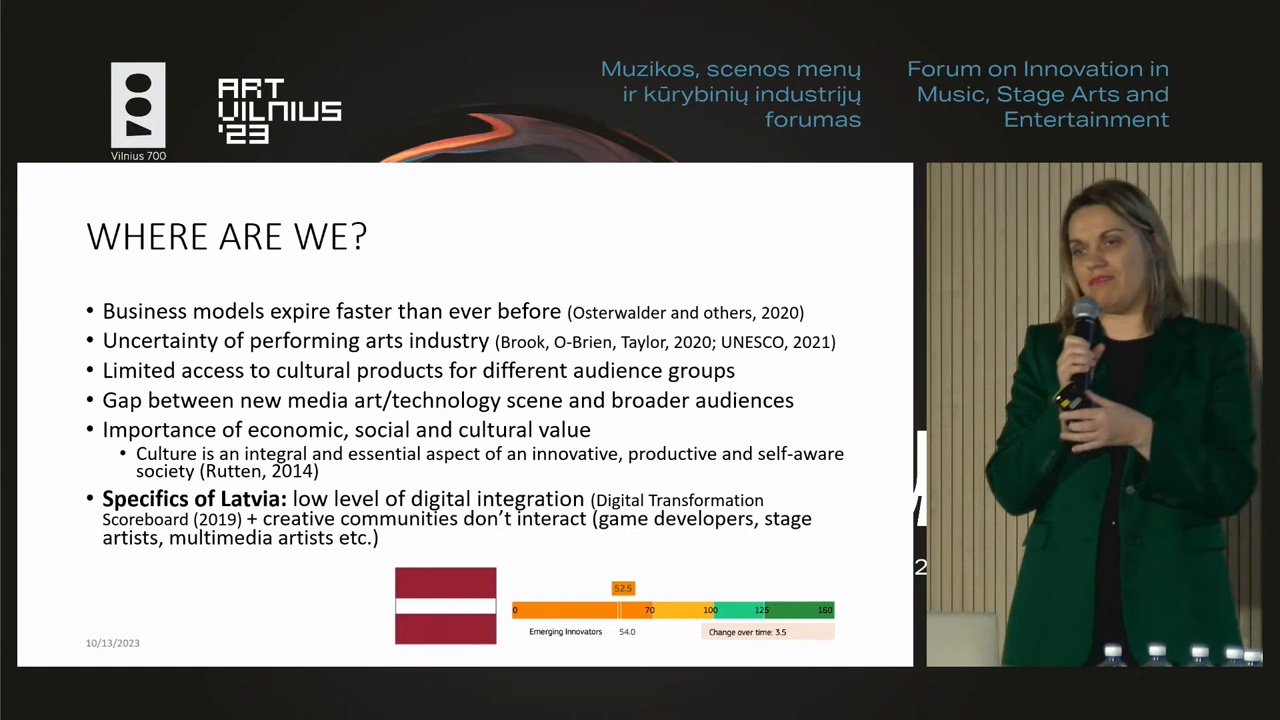 Vilnius 700
ART
VILNIUS
'23
Muzikos, scenos menų
ir kūrybinių industrijų
forumas
Forum on Innovation in
Music, Stage Arts and
Entertainment
WHERE ARE WE?
• Business models expire faster than ever before (Osterwalder and others, 2020)
• Uncertainty of performing arts industry (Brook, O-Brien, Taylor, 2020; UNESCO, 2021)
• Limited access to cultural products for different audience groups
• Gap between new media art/technology scene and broader audiences
• Importance of economic, social and cultural value
• Culture is an integral and essential aspect of an innovative, productive and self-aware
society (Rutten, 2014)
• Specifics of Latvia: low level of digital integration (Digital Transformation
Scoreboard (2019) + creative communities don't interact (game developers, stage
artists, multimedia artists etc.)
52.5
0 70 100 125 160
Emerging Innovators 54.0 Change over time: 3.5
10/13/2023